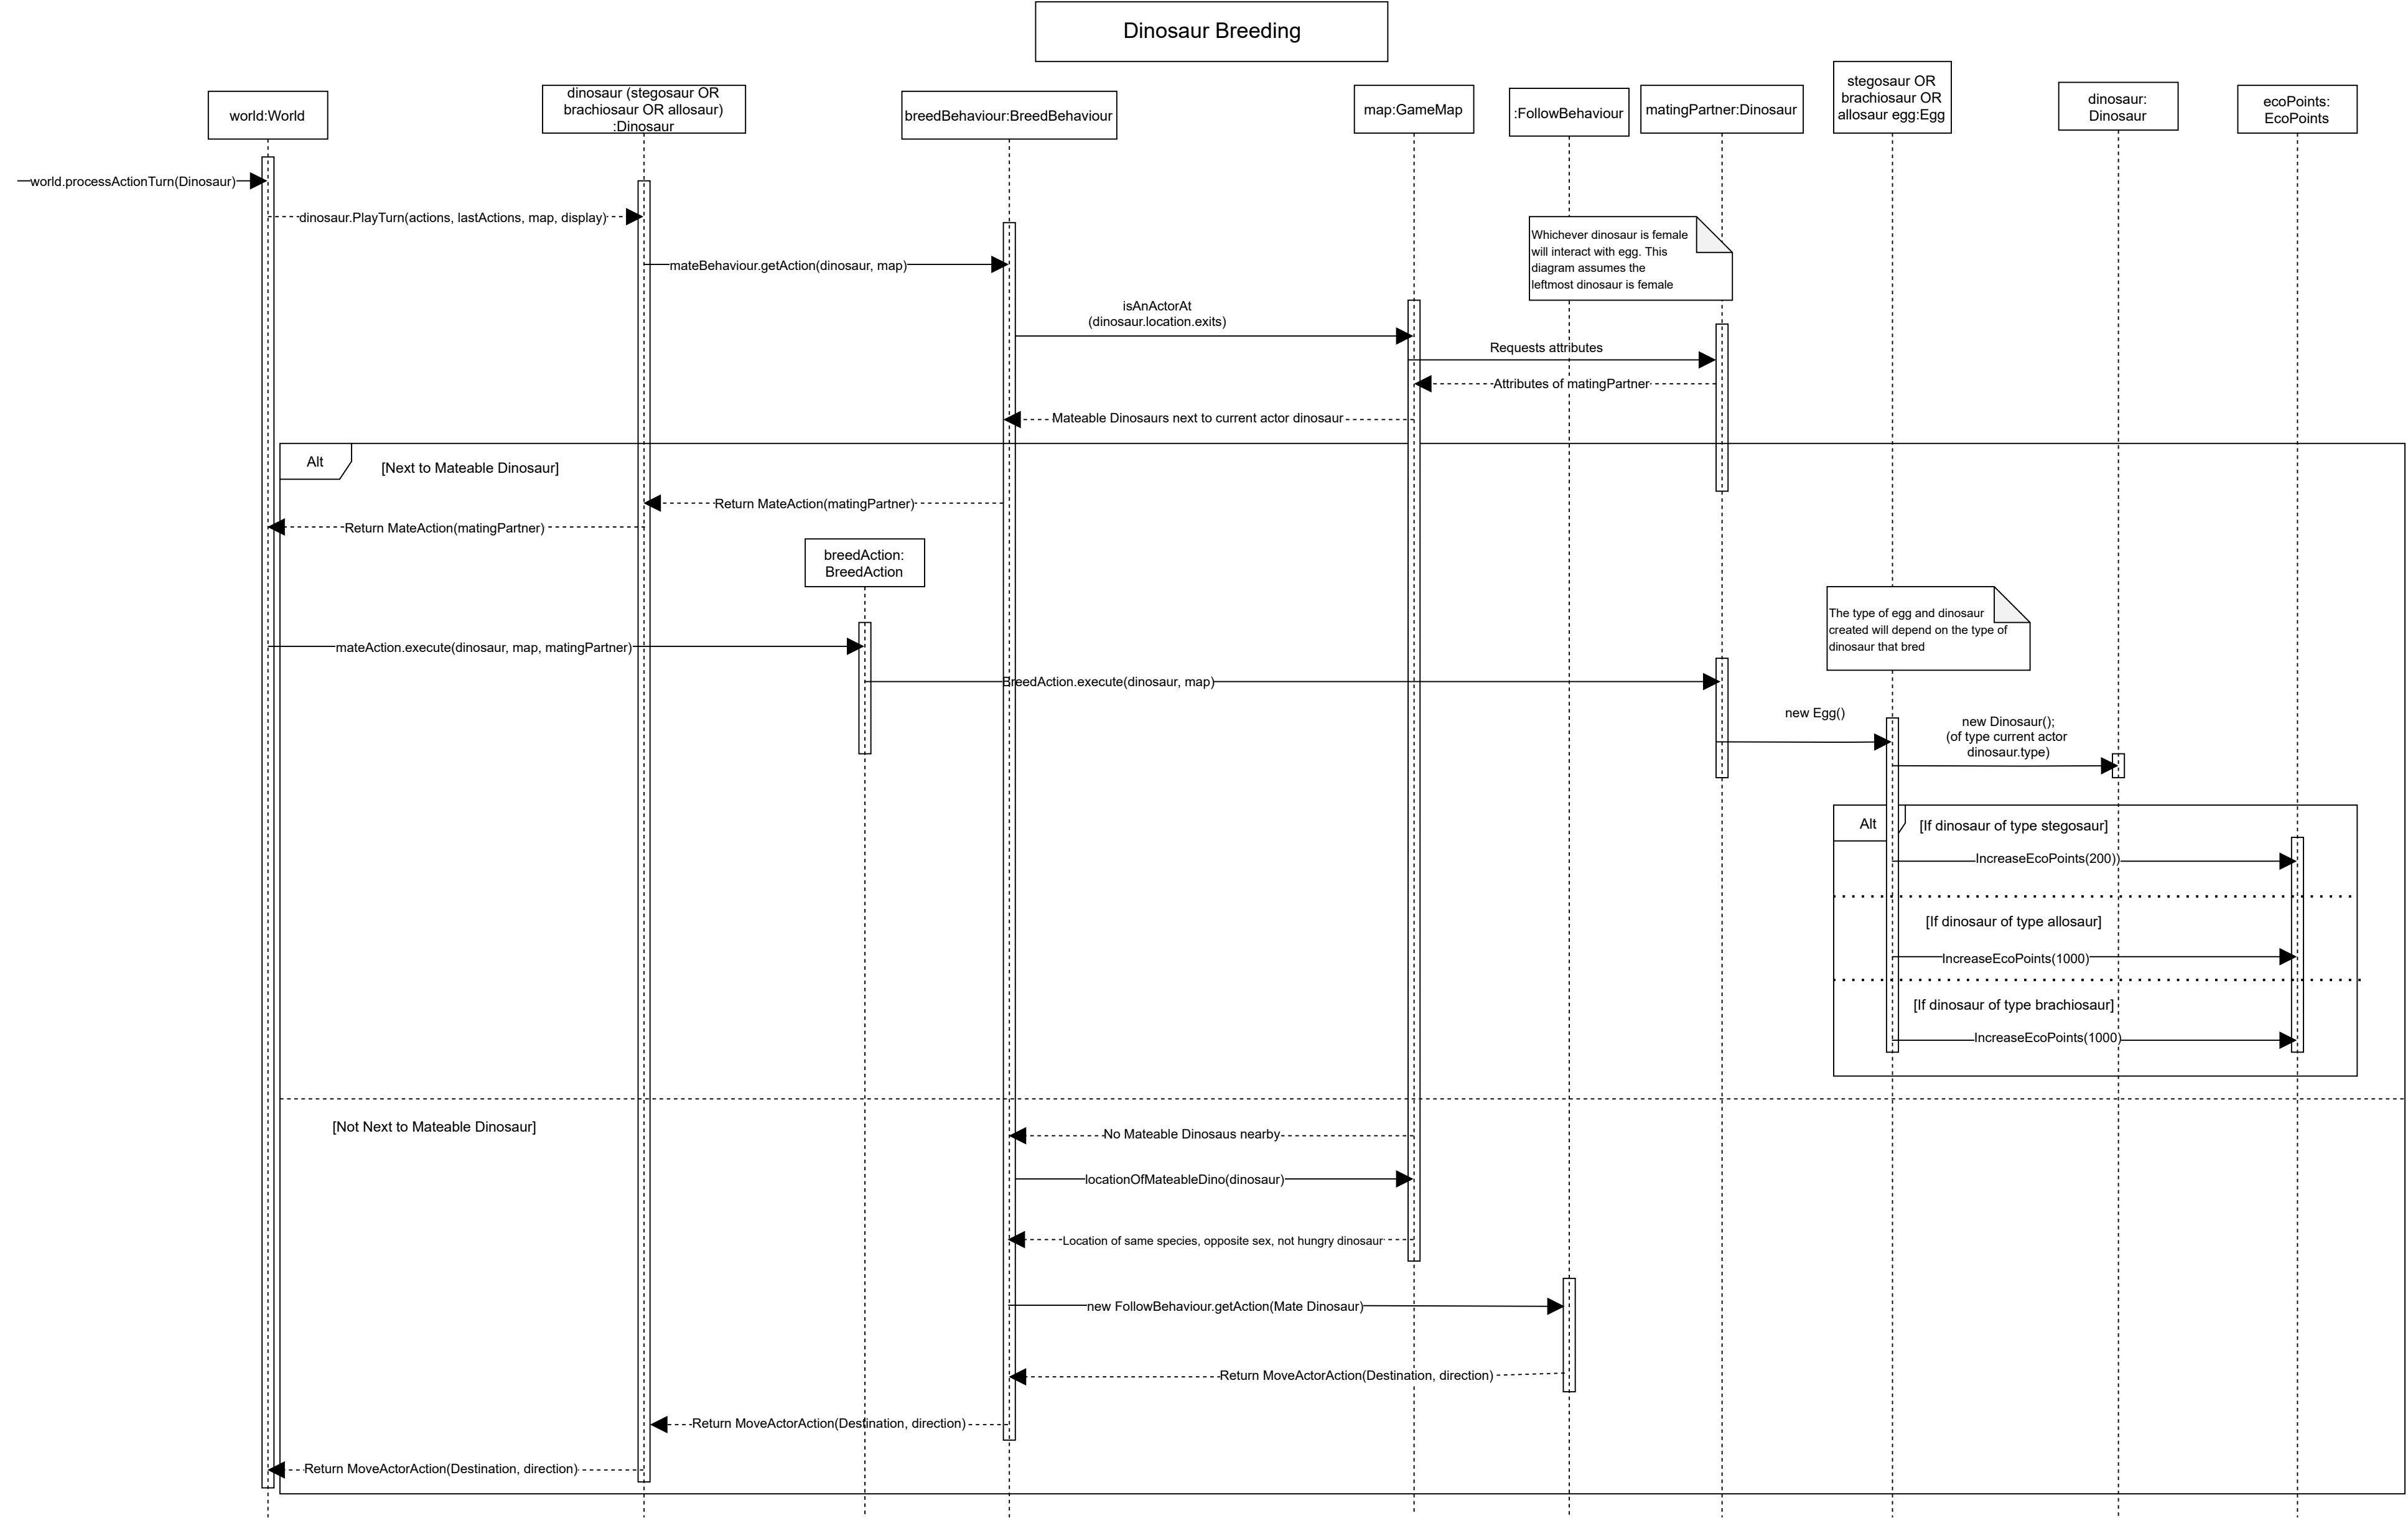 Dinosaur Breeding
world:World
dinosaur (stegosaur OR
brachiosaur OR allosaur)
:Dinosaur
breedBehaviour:BreedBehaviour
map:GameMap
:FollowBehaviour
matingPartner:Dinosaur
stegosaur OR
brachiosaur OR
allosaur egg:Egg
dinosaur:
Dinosaur
ecoPoints:
EcoPoints
world.processActionTurn(Dinosaur)
dinosaur.PlayTurn(actions, lastActions, map, display)
Whichever dinosaur is female
will interact with egg. This
diagram assumes the
leftmost dinosaur is female
mateBehaviour.getAction(dinosaur, map)
isAnActorAt
(dinosaur.location.exits)
Requests attributes
Attributes of matingPartner
Mateable Dinosaurs next to current actor dinosaur
Alt
[Next to Mateable Dinosaur]
Return MateAction(matingPartner)
Return MateAction(matingPartner)
breedAction:
BreedAction
The type of egg and dinosaur
created will depend on the type of
dinosaur that bred
mateAction.execute(dinosaur, map, matingPartner)
BreedAction.execute(dinosaur, map)
new Egg()
new Dinosaur();
(of type current actor
dinosaur.type)
Alt
[If dinosaur of type stegosaur]
IncreaseEcoPoints(200))
[If dinosaur of type allosaur]
IncreaseEcoPoints(1000)
[If dinosaur of type brachiosaur]
IncreaseEcoPoints(1000)
[Not Next to Mateable Dinosaur]
No Mateable Dinosaus nearby
locationOfMateableDino(dinosaur)
Location of same species, opposite sex, not hungry dinosaur
new FollowBehaviour.getAction(Mate Dinosaur)
Return MoveActorAction(Destination, direction)
Return MoveActorAction(Destination, direction)
Return MoveActorAction(Destination, direction)